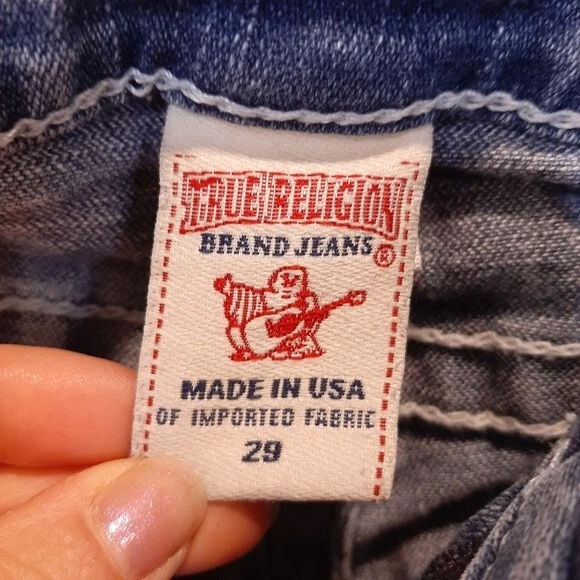 TRUE RELIGION
BRAND JEANS ®
MADE IN USA
OF IMPORTED FABRIC
29